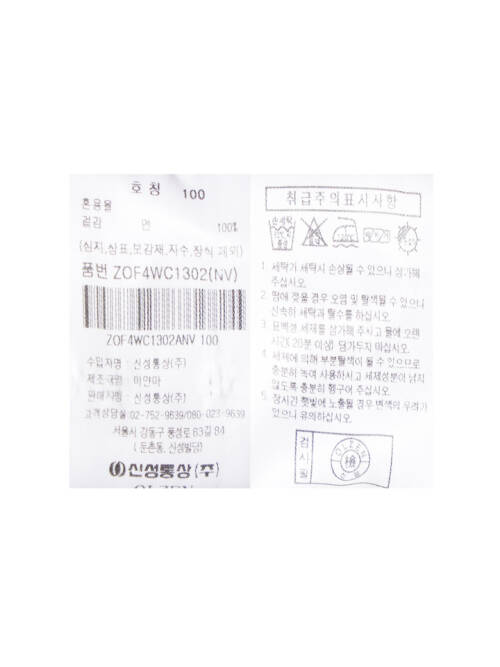 호칭 100
혼용율
겉감 면 100%
(심지,상표,보강재,자수,장식 제외)
품번 ZOF4WC1302(NV)
ZOF4WC1302ANV 100
수입자명 : 신성통상(주)
제조국명 : 미얀마
판매자명 : 신성통상(주)
고객상담실:02-752-9639/080-023-9639
서울시 강동구 풍성로 63길 84
( 둔촌동, 신성빌딩)
신성통상(주)
OLZEN
취급주의표시사항
손세탁
1. 세탁기 세탁시 손상될 수 있으니 삼가해
주십시오.
2. 땀에 젖을 경우 오염 및 탈색될 수 있으니
신속히 세탁과 탈수를 하십시오.
3. 표백성 세제를 삼가해 주시고 물에 오랜
시간( 20분 이상) 담가두지 마십시오.
4. 세제에 의해 부분탈색이 될 수 있으므로
충분히 녹여 사용하시고 세제성분이 남지
않도록 충분히 헹구어 주십시오.
5. 장시간 햇빛에 노출될 경우 변색의 우려가
있으니 유의하십시오.
검
시
필
OLZEN
檢